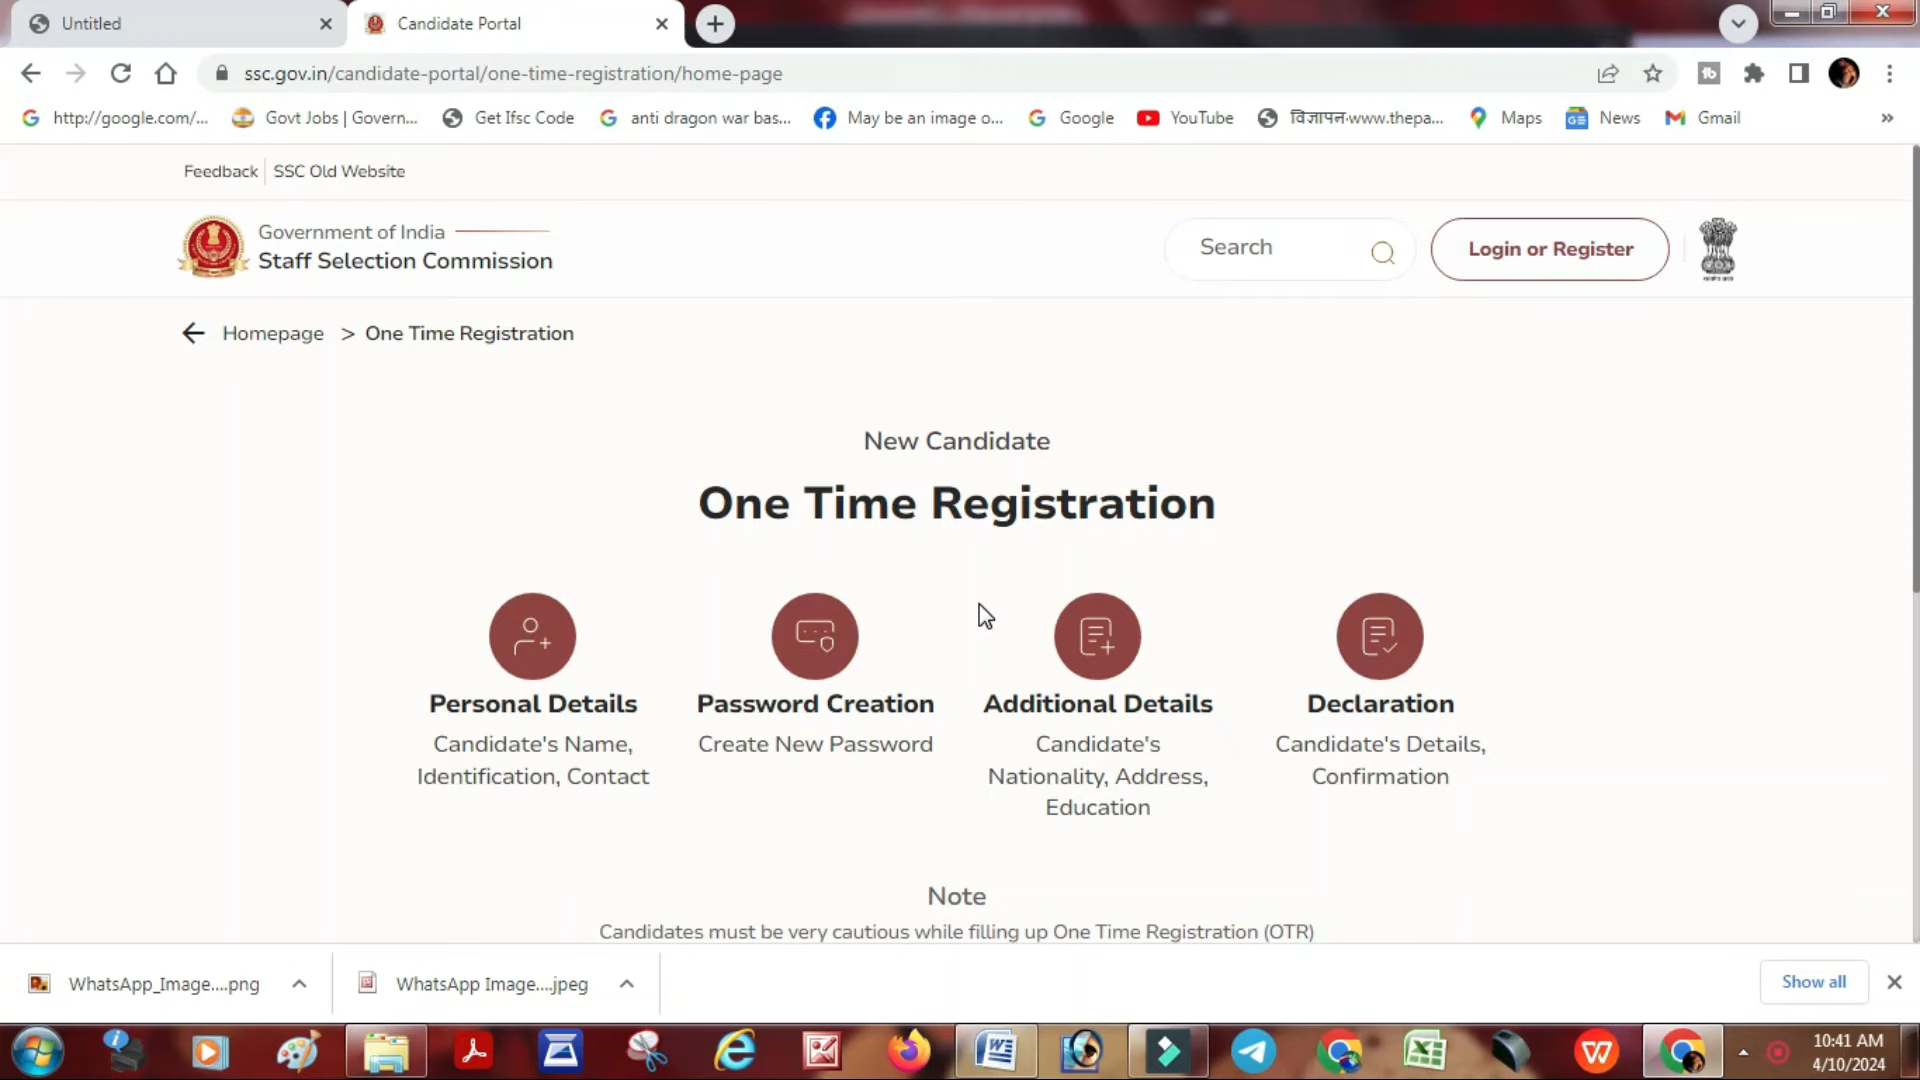 Untitled
Candidate Portal
ssc.gov.in/candidate-portal/one-time-registration/home-page
http://google.com/... Govt Jobs | Govern... Get Ifsc Code anti dragon war bas... May be an image o... Google YouTube विज्ञापन-www.thepa... Maps News Gmail »
Feedback SSC Old Website
Government of India
Staff Selection Commission
Search
Login or Register
Homepage > One Time Registration
New Candidate
One Time Registration
Personal Details
Candidate's Name,
Identification, Contact
Password Creation
Create New Password
Additional Details
Candidate's
Nationality, Address,
Education
Declaration
Candidate's Details,
Confirmation
Note
Candidates must be very cautious while filling up One Time Registration (OTR)
WhatsApp_Image....png
WhatsApp Image....jpeg
Show all
10:41 AM
4/10/2024